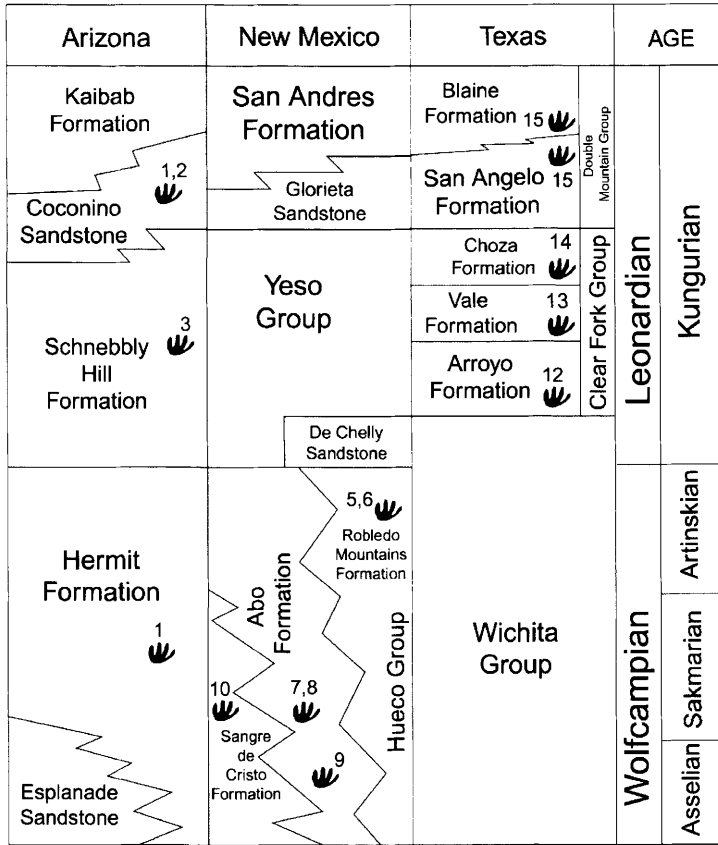 Arizona
New Mexico
Texas
AGE
Kaibab
Formation
1,2
Coconino
Sandstone
3
Schnebbly
Hill
Formation
Hermit
Formation
1
Esplanade
Sandstone
San Andres
Formation
Glorieta
Sandstone
Yeso
Group
De Chelly
Sandstone
5,6
Robledo
Mountains
Formation
Abo
Formation
Hueco Group
10
7,8
Sangre
de
Cristo
Formation
9
Blaine
Formation
15
San Angelo
Formation
15
Double
Mountain Group
Choza
Formation
14
Vale
Formation
13
Arroyo
Formation
12
Clear Fork Group
Wichita
Group
Leonardian
Wolfcampian
Kungurian
Artinskian
Sakmarian
Asselian